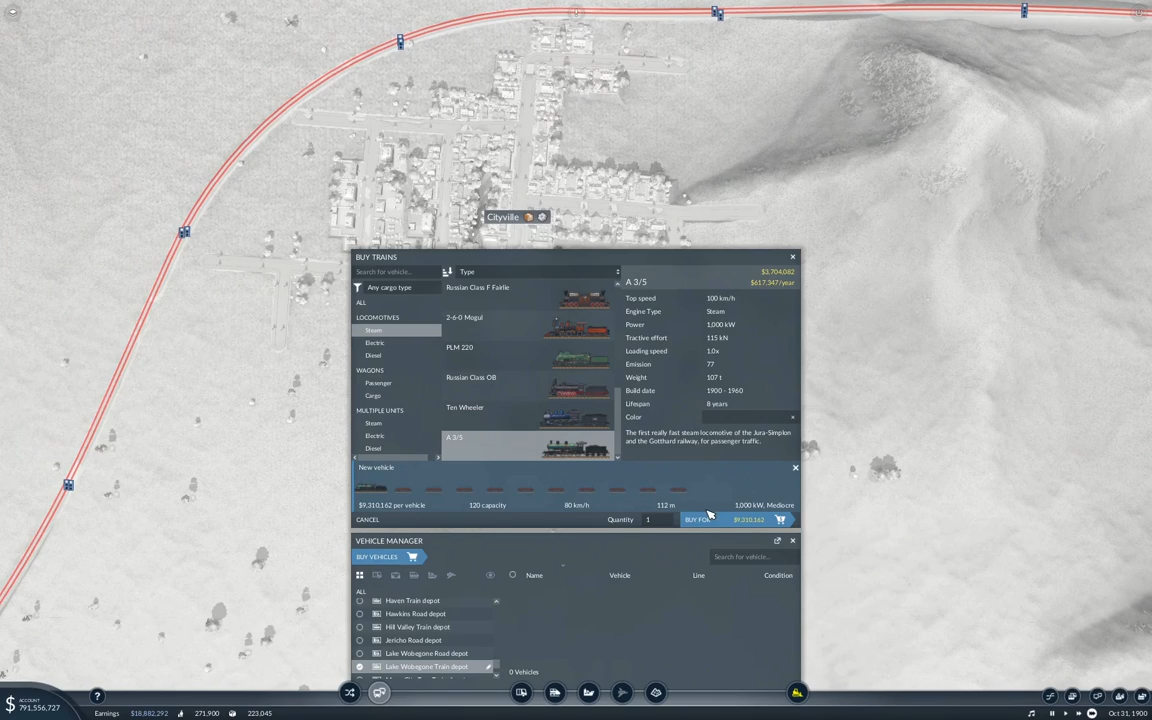 Cityville
BUY TRAINS
Search for vehicle...
Type
Any cargo type
ALL
LOCOMOTIVES
Steam
Electric
Diesel
WAGONS
Passenger
Cargo
MULTIPLE UNITS
Steam
Electric
Diesel
Russian Class F Fairlie
2-6-0 Mogul
PLM 220
Russian Class OB
Ten Wheeler
A 3/5
$3,704,082
A 3/5
$617,347/year
Top speed 100 km/h
Engine Type Steam
Power 1,000 kW
Tractive effort 115 kN
Loading speed 1.0x
Emission 77
Weight 107 t
Build date 1900 - 1960
Lifespan 8 years
Color
The first really fast steam locomotive of the Jura-Simplon
and the Gotthard railway, for passenger traffic.
New vehicle
$9,310,162 per vehicle 120 capacity 80 km/h 112 m 1,000 kW, Mediocre
CANCEL Quantity 1 BUY FOR $9,310,162
VEHICLE MANAGER
BUY VEHICLES
Search for vehicle...
Name Vehicle Line Condition
ALL
Haven Train depot
Hawkins Road depot
Hill Valley Train depot
Jericho Road depot
Lake Wobegone Road depot
Lake Wobegone Train depot
0 Vehicles
$ ACCOUNT
791,556,727
?
Earnings $18,882,292 271,900 223,045
Oct 31, 1900